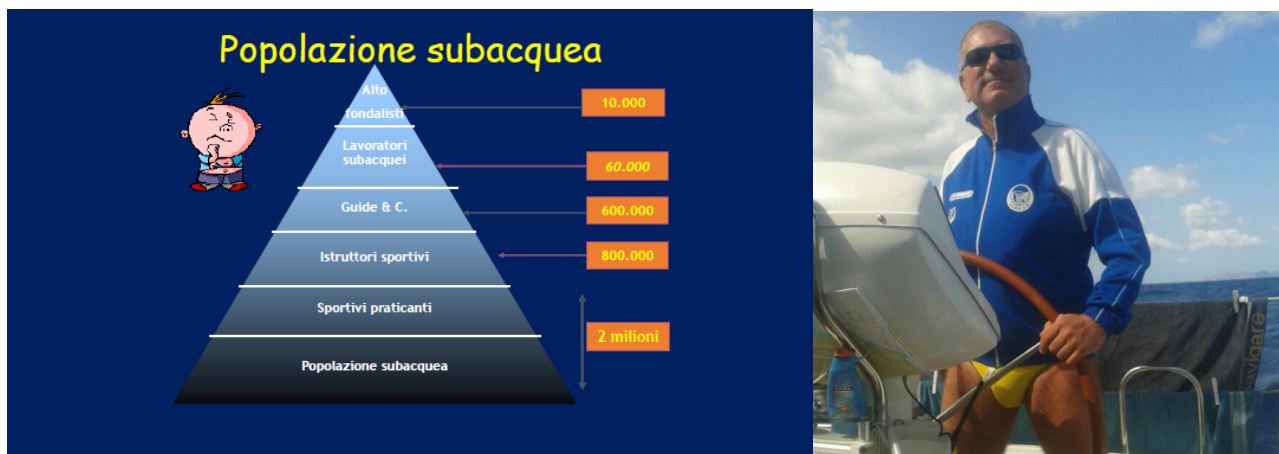 Popolazione subacquea
Alto
fondalisti
10.000
Lavoratori
subacquei
60.000
Guide & C.
600.000
Istruttori sportivi
800.000
Sportivi praticanti
2 milioni
Popolazione subacquea
navigare